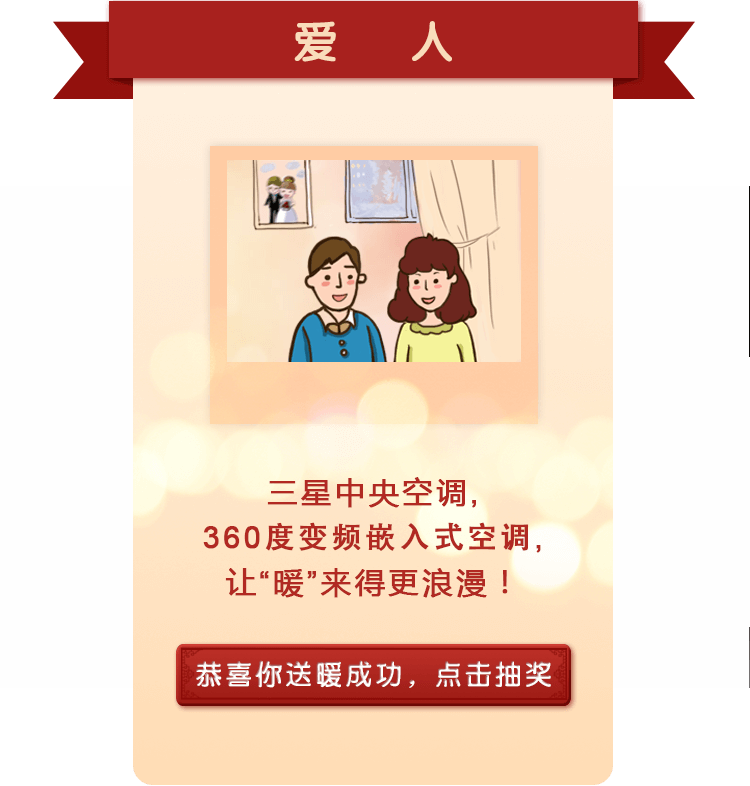 爱 人
三星中央空调,
360度变频嵌入式空调,
让“暖”来得更浪漫！
恭喜你送暖成功，点击抽奖